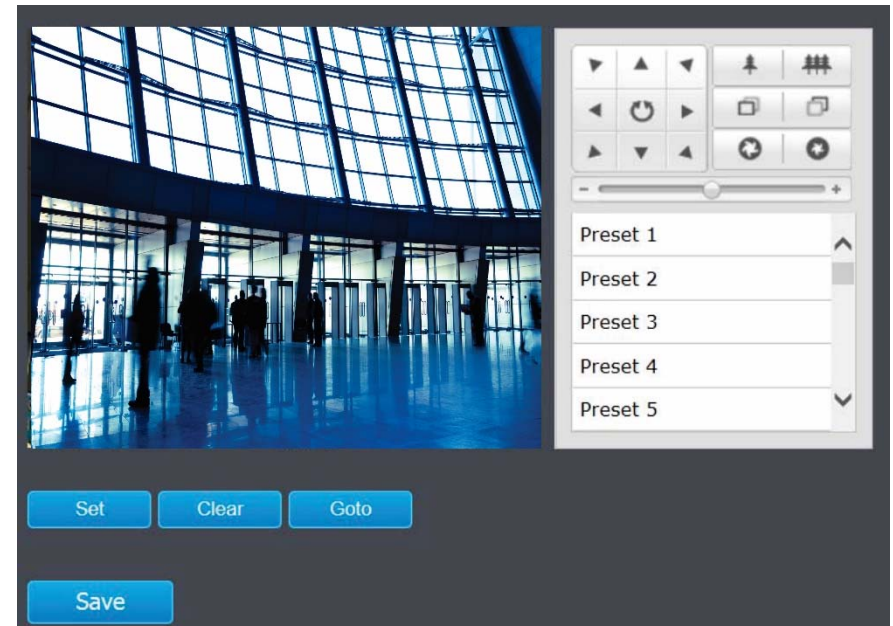 - +
Preset 1
Preset 2
Preset 3
Preset 4
Preset 5
Set Clear Goto
Save